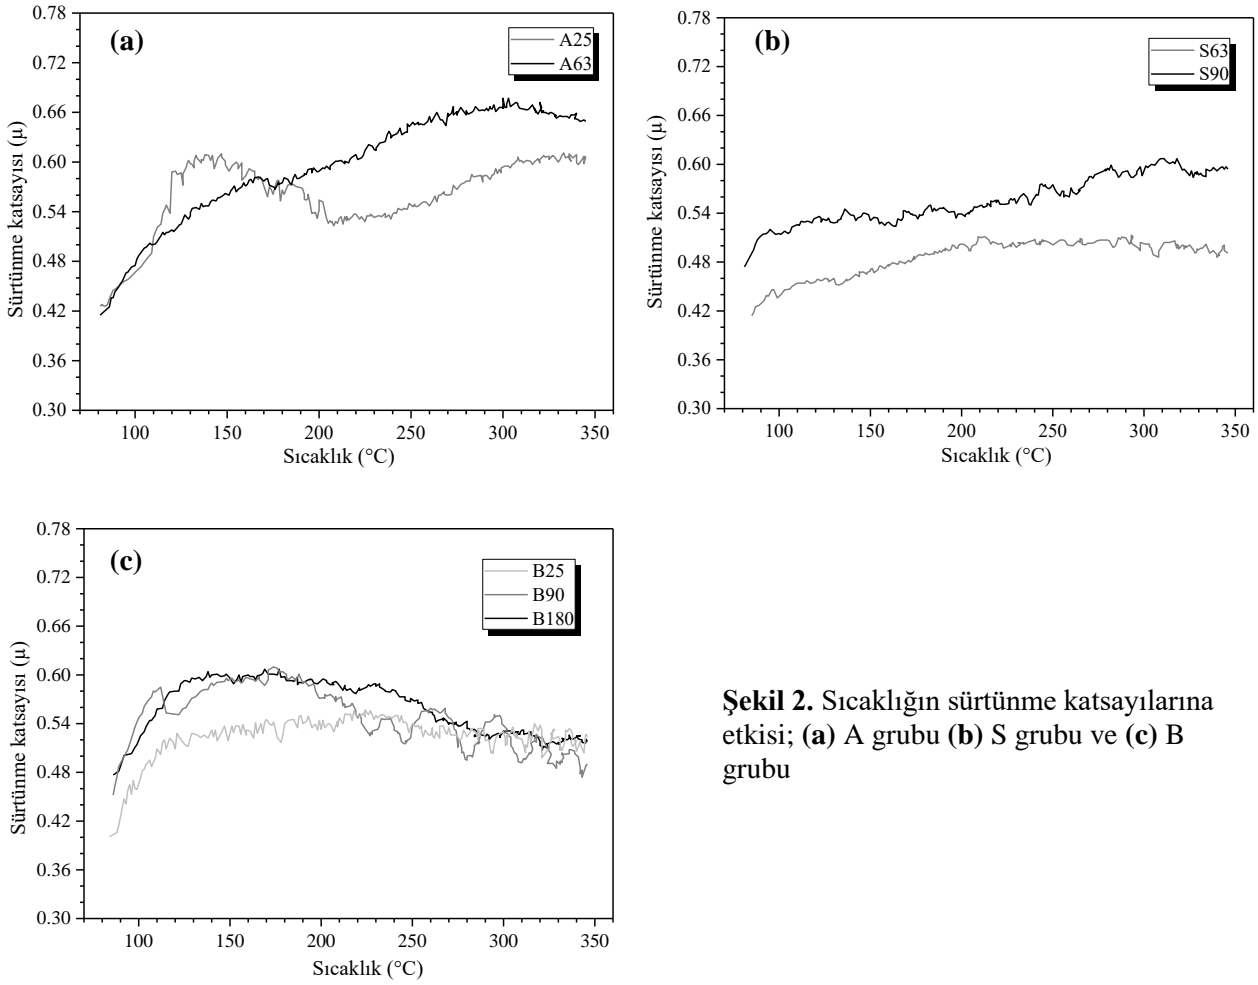 (a)
A25
A63
0.78
0.72
0.66
0.60
0.54
0.48
0.42
0.36
0.30
Sürtünme katsayısı (µ)
100 150 200 250 300 350
Sıcaklık (°C)
(b)
S63
S90
0.78
0.72
0.66
0.60
0.54
0.48
0.42
0.36
0.30
Sürtünme katsayısı (µ)
100 150 200 250 300 350
Sıcaklık (°C)
(c)
B25
B90
B180
0.78
0.72
0.66
0.60
0.54
0.48
0.42
0.36
0.30
Sürtünme katsayısı (µ)
100 150 200 250 300 350
Sıcaklık (°C)
Şekil 2. Sıcaklığın sürtünme katsayılarına
etkisi; (a) A grubu (b) S grubu ve (c) B
grubu